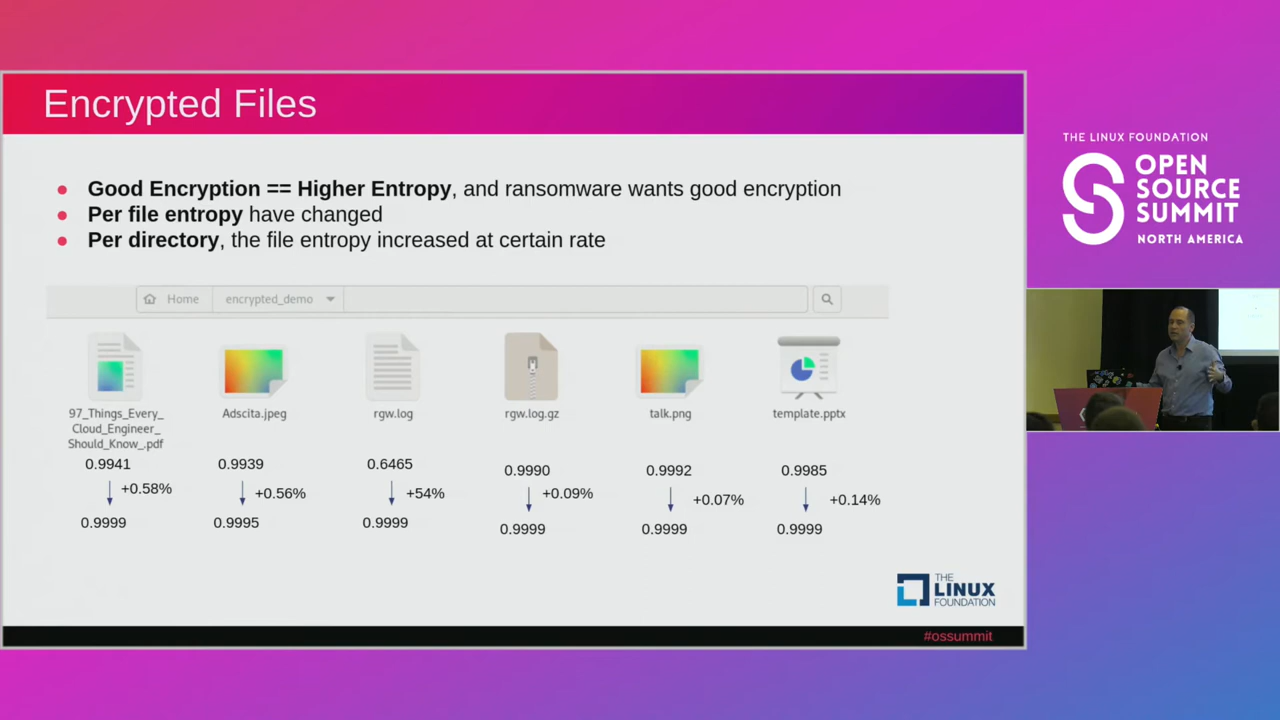 Encrypted Files
Good Encryption == Higher Entropy, and ransomware wants good encryption
Per file entropy have changed
Per directory, the file entropy increased at certain rate
Home
encrypted_demo
97_Things_Every_
Cloud_Engineer_
Should_Know_.pdf
Adscita.jpeg
rgw.log
rgw.log.gz
talk.png
template.pptx
0.9941
+0.58%
0.9999
0.9939
+0.56%
0.9995
0.6465
+54%
0.9999
0.9990
+0.09%
0.9999
0.9992
+0.07%
0.9999
0.9985
+0.14%
0.9999
THE
LINUX
FOUNDATION
#ossummit
THE LINUX FOUNDATION
OPEN
SOURCE
SUMMIT
NORTH AMERICA